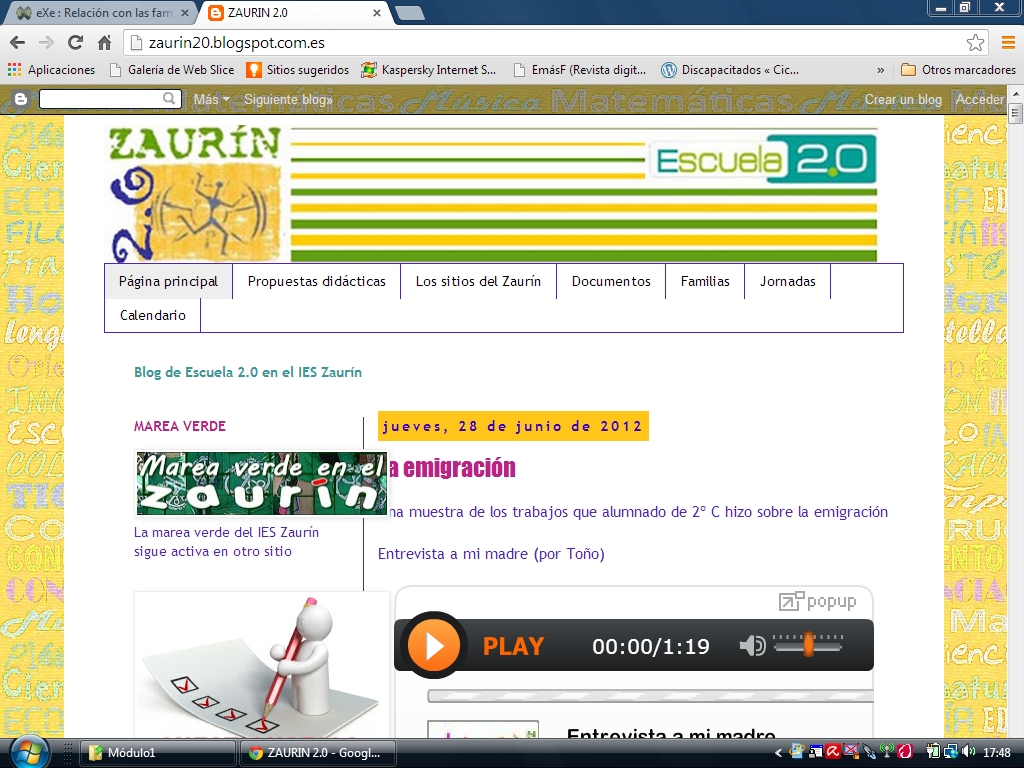 eXe : Relación con las fam
ZAURIN 2.0
zaurin20.blogspot.com.es
Aplicaciones
Galería de Web Slice
Sitios sugeridos
Kaspersky Internet S...
EmásF (Revista digit...
Discapacitados « Cic...
»
Otros marcadores
Más
Siguiente blog»
Crear un blog
Acceder
ZAURÍN
2.0
Escuela 2.0
Página principal
Propuestas didácticas
Los sitios del Zaurín
Documentos
Familias
Jornadas
Calendario
Blog de Escuela 2.0 en el IES Zaurín
MAREA VERDE
Marea verde en el
zaurín
La marea verde del IES Zaurín
sigue activa en otro sitio
jueves, 28 de junio de 2012
a emigración
na muestra de los trabajos que alumnado de 2º C hizo sobre la emigración
Entrevista a mi madre (por Toño)
popup
PLAY
00:00/1:19
Entrevista a mi madre
Módulo1
ZAURIN 2.0 - Googl...
17:48